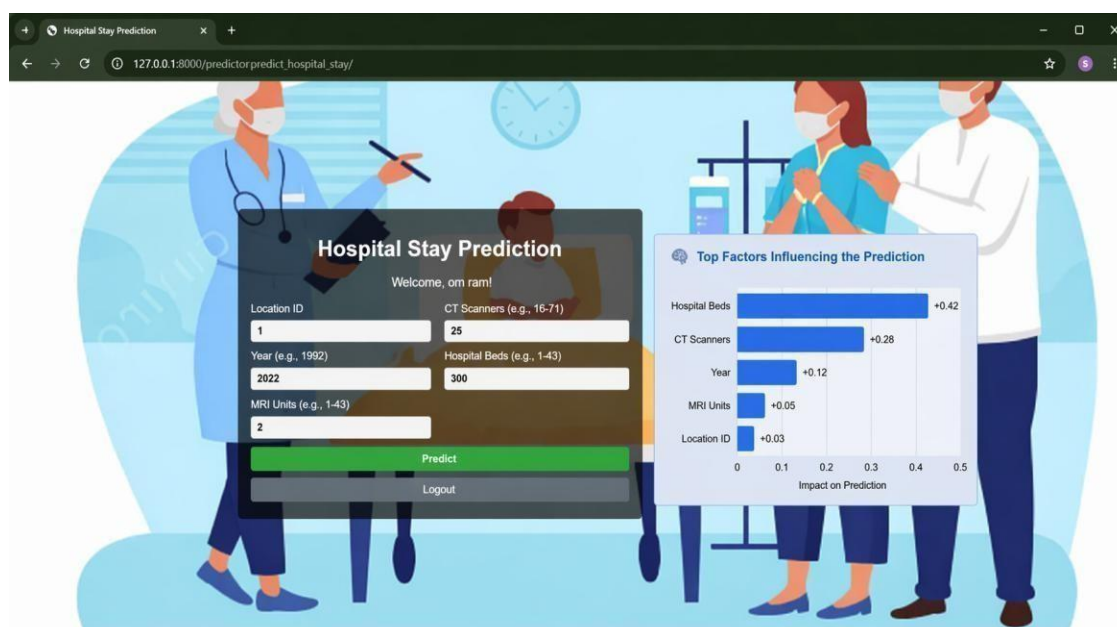 Hospital Stay Prediction
127.0.0.1:8000/predictorpredict_hospital_stay/
S
Hospital Stay Prediction
Welcome, om ram!
Location ID
CT Scanners (e.g., 16-71)
1
25
Year (e.g., 1992)
Hospital Beds (e.g., 1-43)
2022
300
MRI Units (e.g., 1-43)
2
Predict
Logout
Top Factors Influencing the Prediction
Hospital Beds +0.42
CT Scanners +0.28
Year +0.12
MRI Units +0.05
Location ID +0.03
0 0.1 0.2 0.3 0.4 0.5
Impact on Prediction